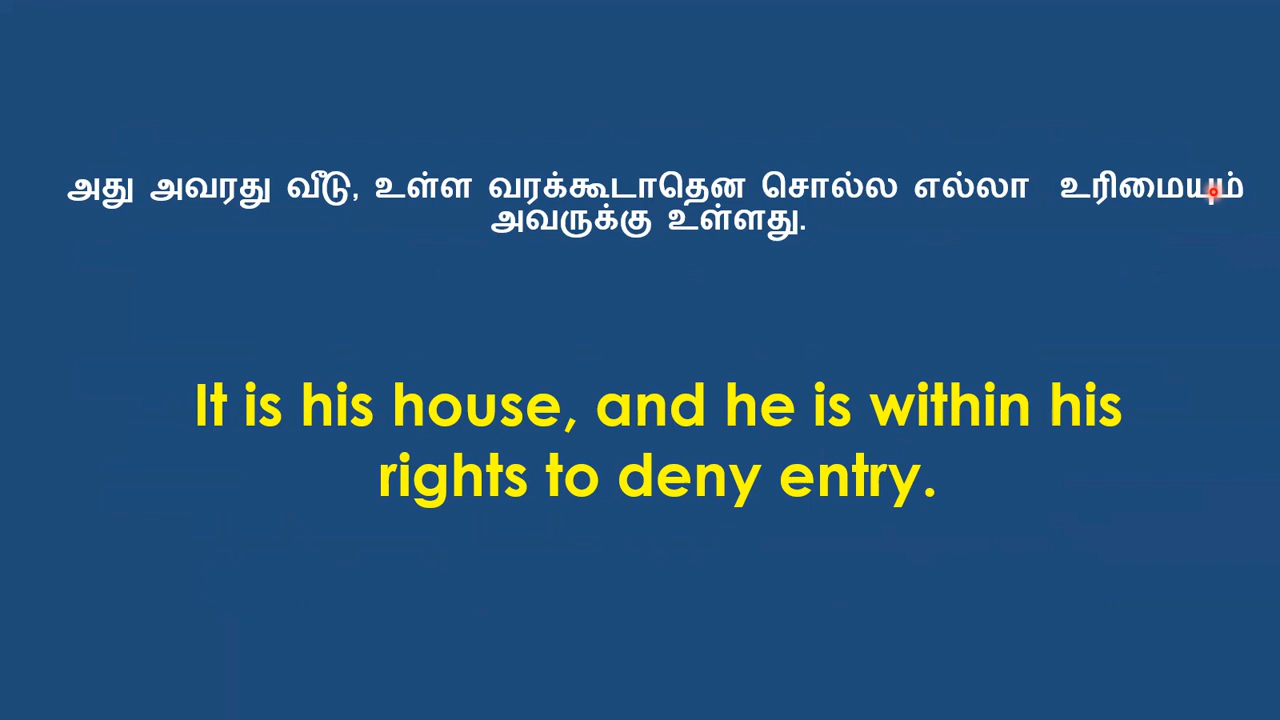 அது அவரது வீடு, உள்ள வரக்கூடாதென சொல்ல எல்லா உரிமையும்
அவருக்கு உள்ளது.
It is his house, and he is within his
rights to deny entry.